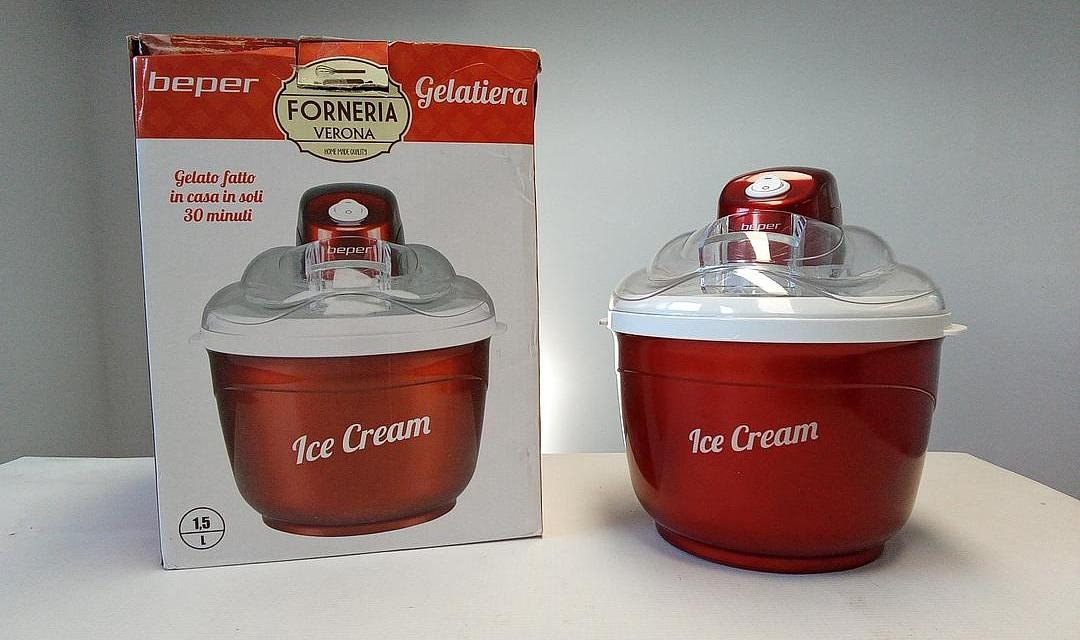 beper
FORNERIA
VERONA
HOME MADE QUALITY
Gelatiera
Gelato fatto
in casa in soli
30 minuti
beper
Ice Cream
1,5
L
beper
Ice Cream